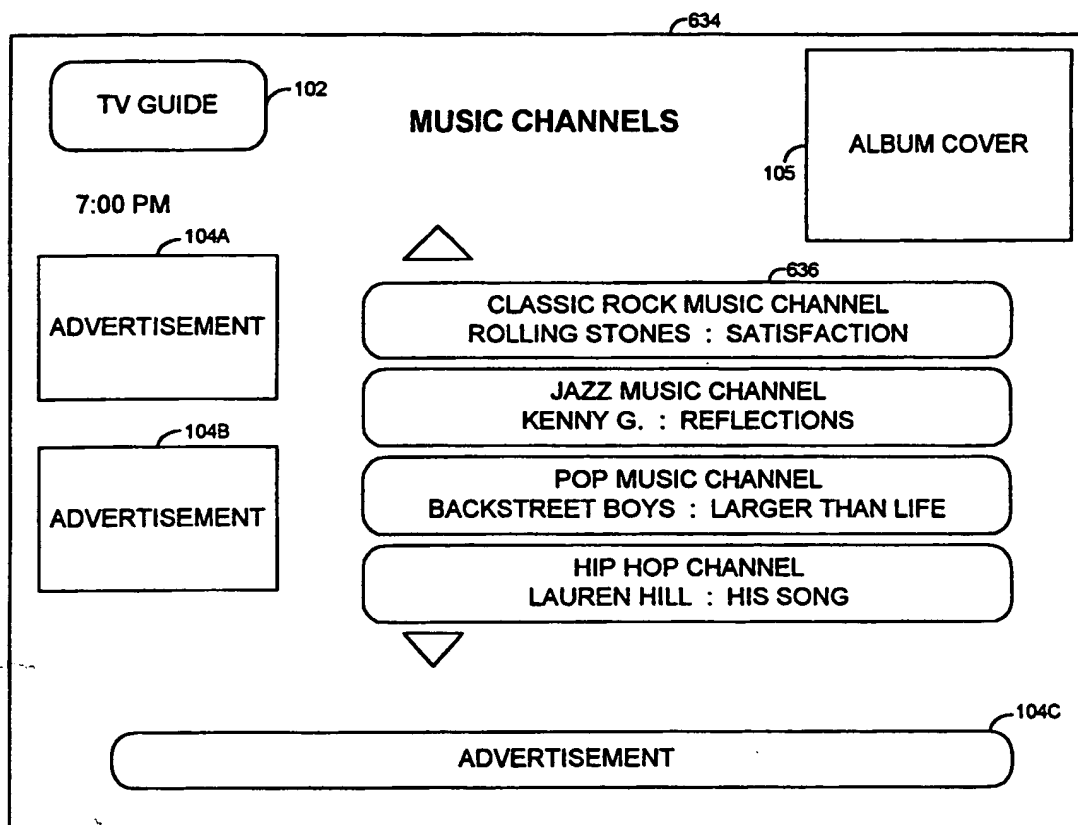 634
TV GUIDE
102
MUSIC CHANNELS
ALBUM COVER
105
7:00 PM
104A
ADVERTISEMENT
636
CLASSIC ROCK MUSIC CHANNEL
ROLLING STONES : SATISFACTION
JAZZ MUSIC CHANNEL
KENNY G. : REFLECTIONS
104B
ADVERTISEMENT
POP MUSIC CHANNEL
BACKSTREET BOYS : LARGER THAN LIFE
HIP HOP CHANNEL
LAUREN HILL : HIS SONG
104C
ADVERTISEMENT